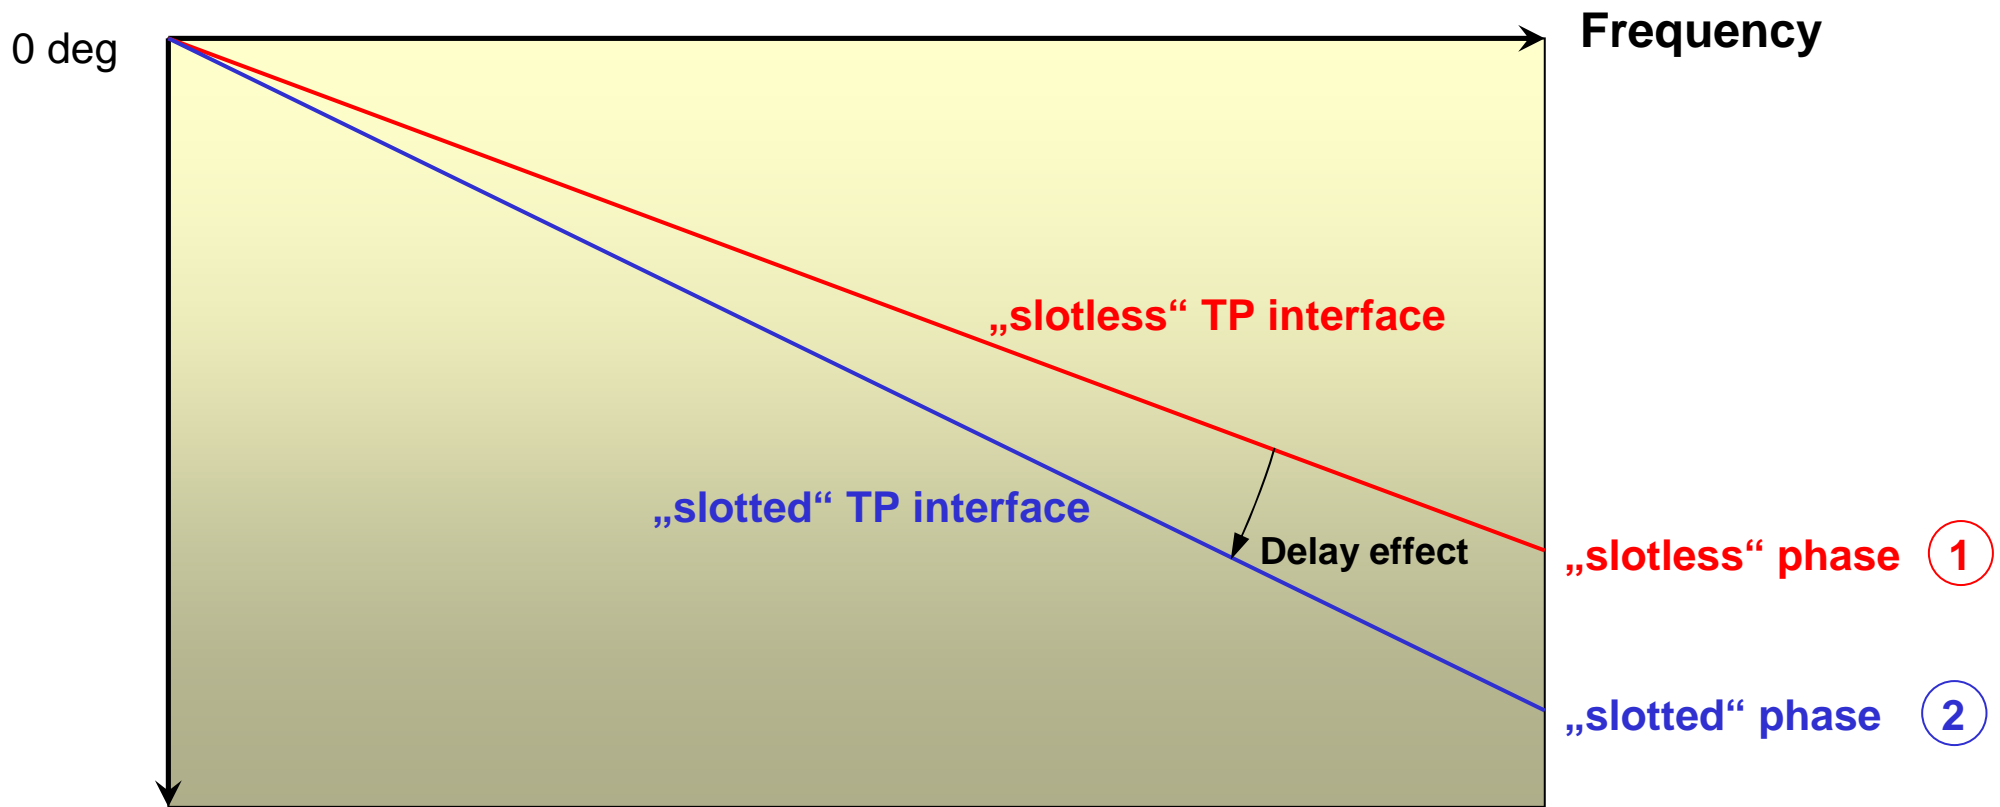 0 deg
Frequency
„slotless“ TP interface
„slotted“ TP interface
Delay effect
„slotless“ phase 1
„slotted“ phase 2